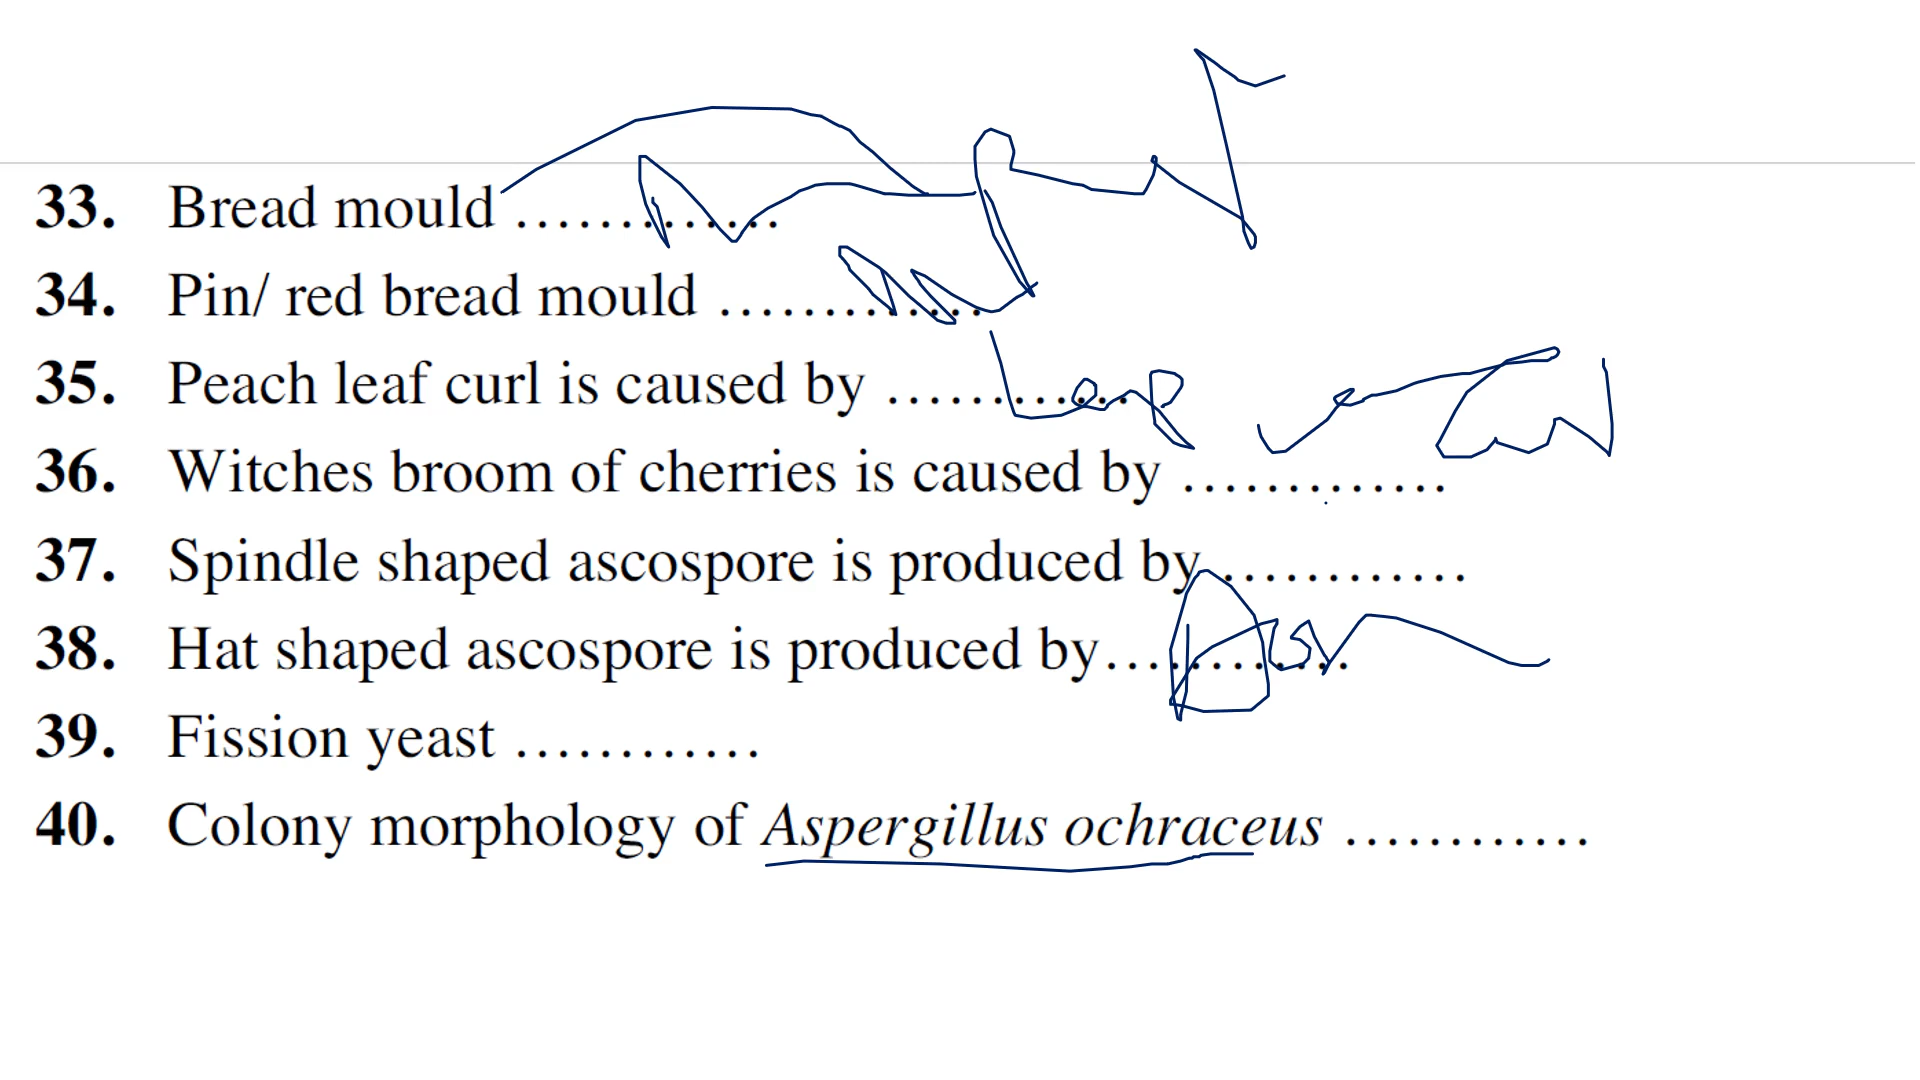 33. Bread mould .............
34. Pin/ red bread mould .............
35. Peach leaf curl is caused by ............
36. Witches broom of cherries is caused by .............
37. Spindle shaped ascospore is produced by ............
38. Hat shaped ascospore is produced by............
39. Fission yeast ............
40. Colony morphology of Aspergillus ochraceus ............